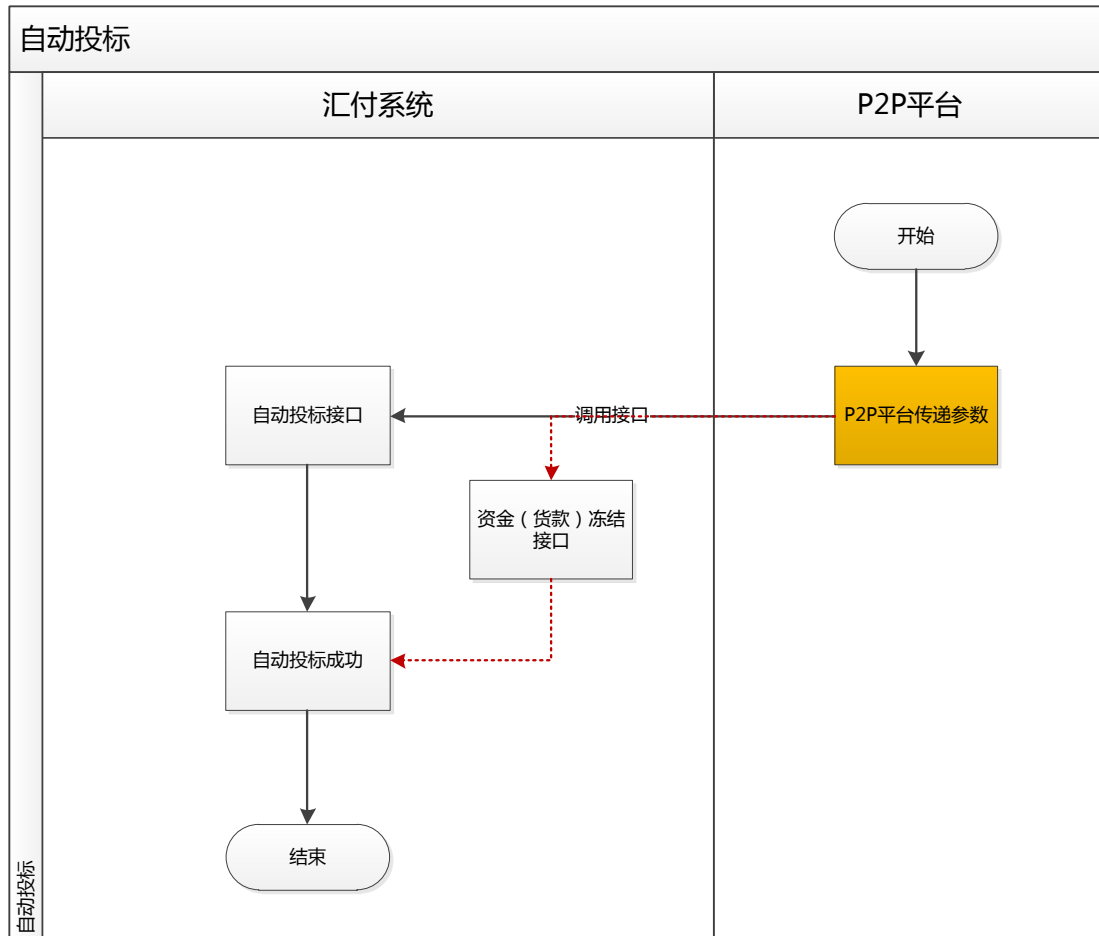 自动投标
汇付系统
P2P平台
开始
自动投标接口
调用接口
P2P平台传递参数
资金（货款）冻结
接口
自动投标成功
结束
自动投标